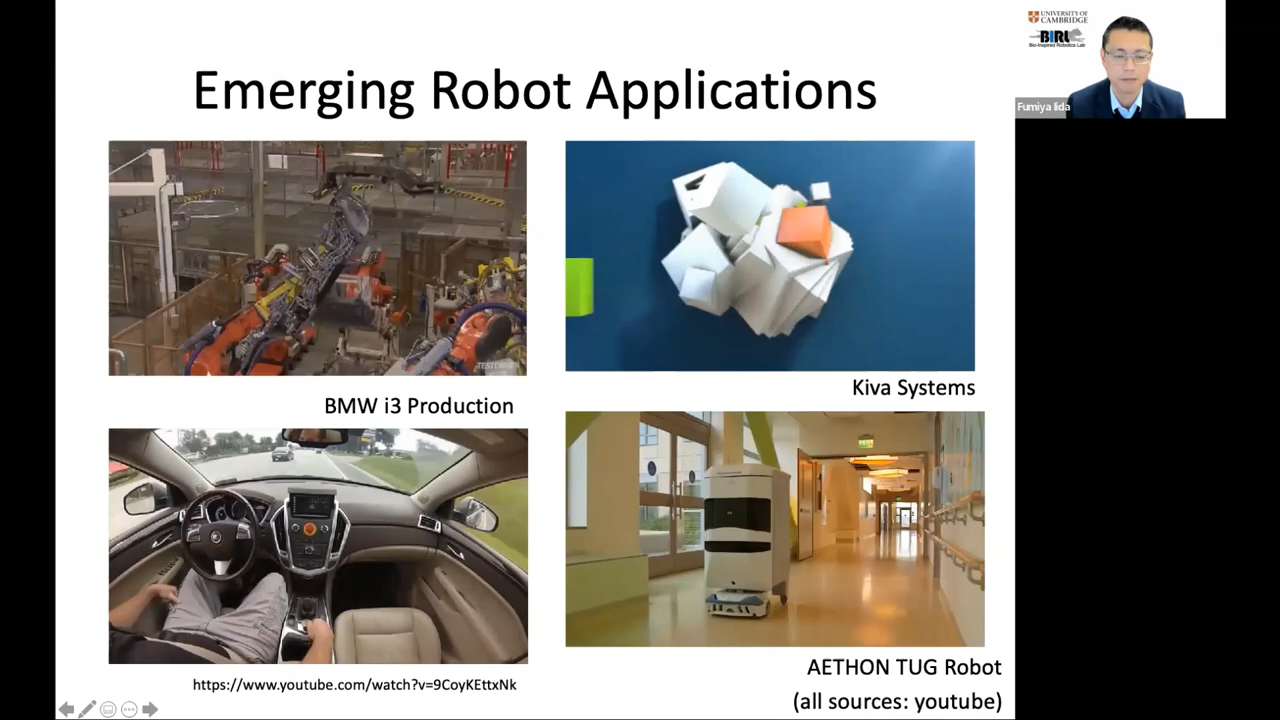 Emerging Robot Applications
BMW i3 Production
Kiva Systems
https://www.youtube.com/watch?v=9CoyKEttxNk
AETHON TUG Robot
(all sources: youtube)
UNIVERSITY OF
CAMBRIDGE
BIRL
Bio-Inspired Robotics Lab
Fumiya Iida